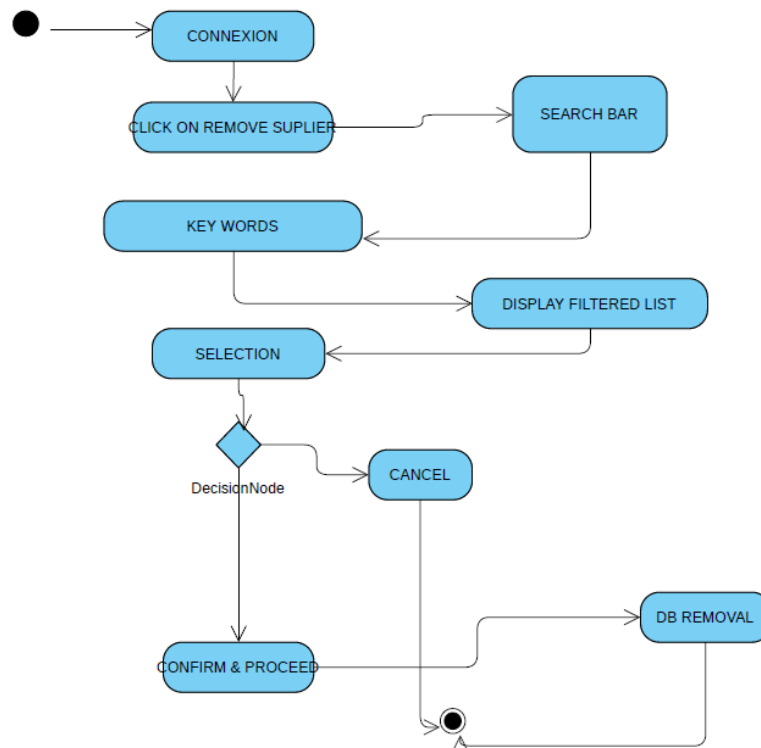 CONNEXION
CLICK ON REMOVE SUPLIER
SEARCH BAR
KEY WORDS
DISPLAY FILTERED LIST
SELECTION
DecisionNode
CANCEL
DB REMOVAL
CONFIRM & PROCEED